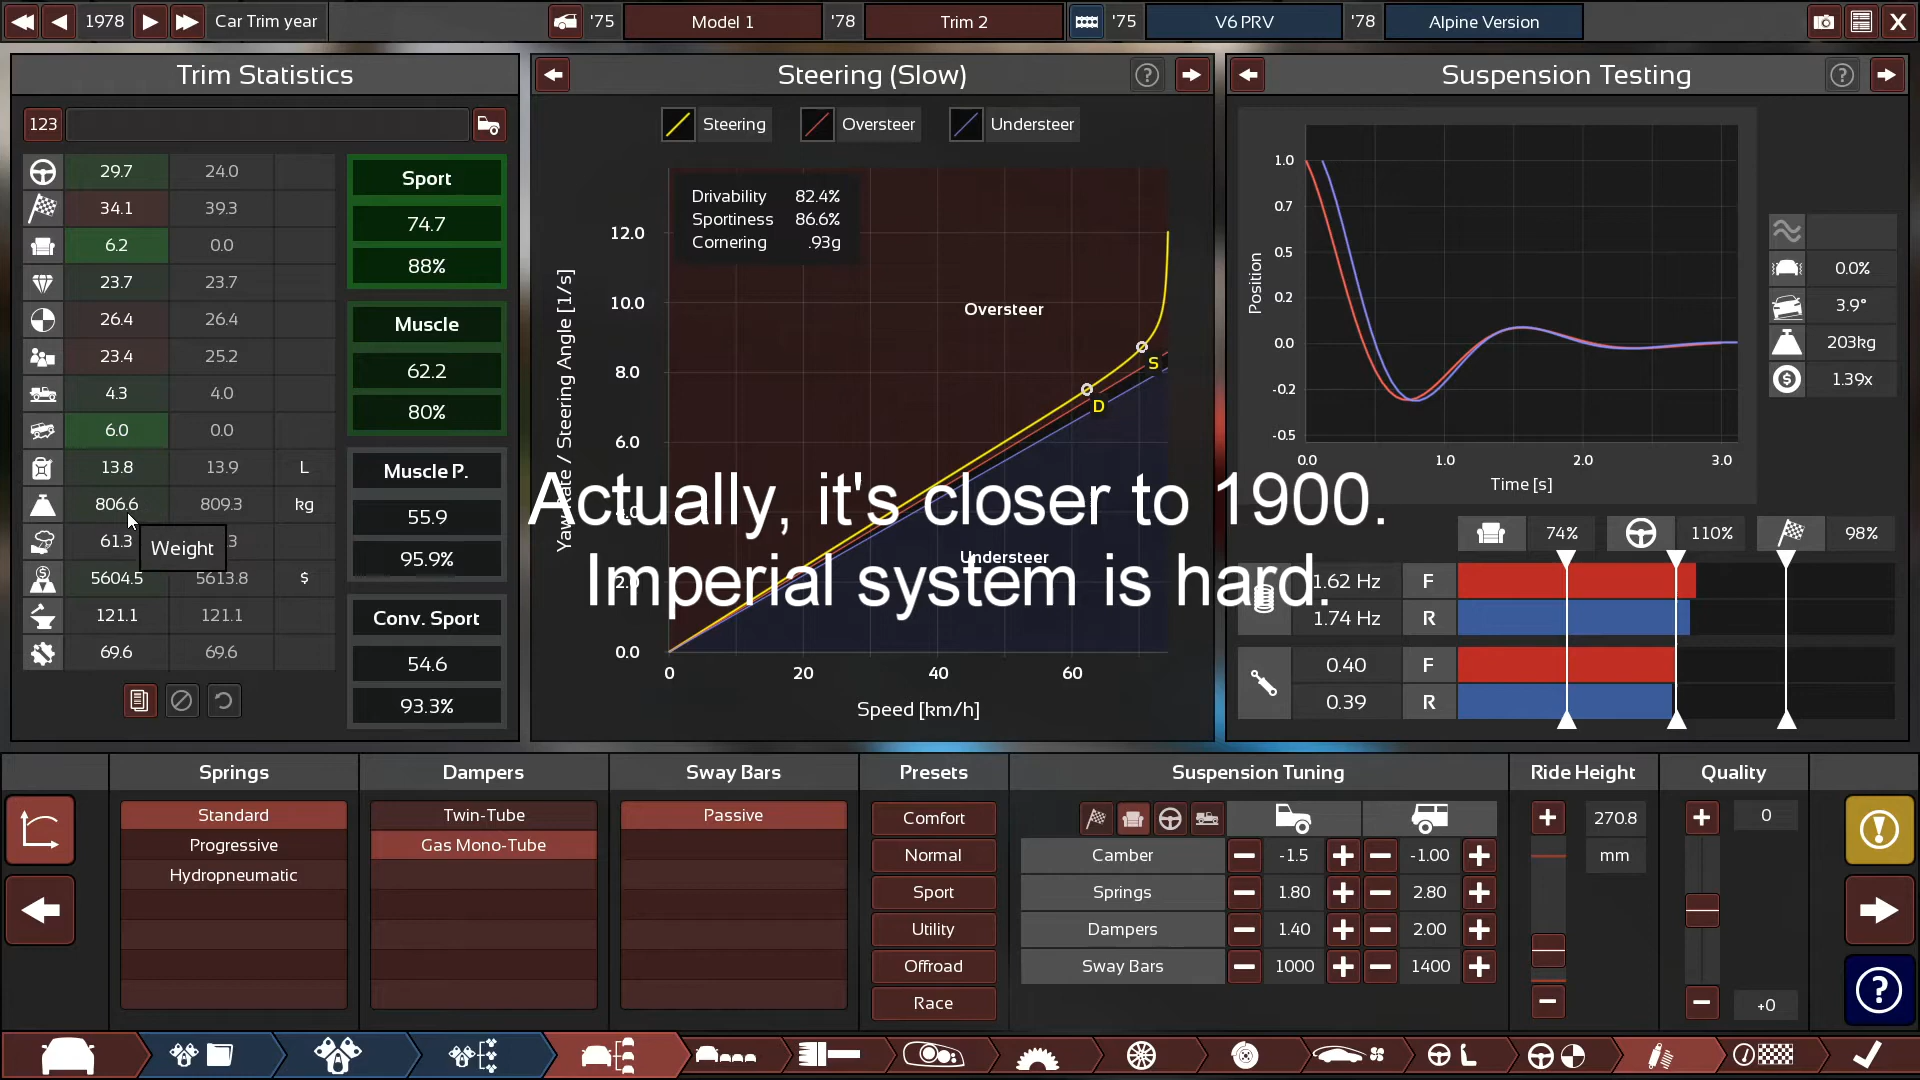 1978
Car Trim year
'75
Model 1
'78
Trim 2
'75
V6 PRV
'78
Alpine Version
X
Trim Statistics
123
29.7 24.0
34.1 39.3
6.2 0.0
23.7 23.7
26.4 26.4
23.4 25.2
4.3 4.0
6.0 0.0
13.8 13.9 L
806.6 809.3 kg
61.3 3
Weight
5604.5 5613.8 $
121.1 121.1
69.6 69.6
Sport
74.7
88%
Muscle
62.2
80%
Muscle P.
55.9
95.9%
Conv. Sport
54.6
93.3%
Steering (Slow)
?
Steering
Oversteer
Understeer
Drivability 82.4%
Sportiness 86.6%
Cornering .93g
12.0
10.0
8.0
6.0
4.0
2.0
0.0
Yaw Rate / Steering Angle [1/s]
Oversteer
S
D
Understeer
0 20 40 60
Speed [km/h]
Actually, it's closer to 1900.
Imperial system is hard.
Suspension Testing
?
1.0
0.7
0.5
0.2
0.0
-0.2
-0.5
Position
0.0 1.0 2.0 3.0
Time [s]
0.0%
3.9°
203kg
1.39x
74%
110%
98%
1.62 Hz F
1.74 Hz R
0.40 F
0.39 R
Springs
Standard
Progressive
Hydropneumatic
Dampers
Twin-Tube
Gas Mono-Tube
Sway Bars
Passive
Presets
Comfort
Normal
Sport
Utility
Offroad
Race
Suspension Tuning
Camber -1.5 -1.00
Springs 1.80 2.80
Dampers 1.40 2.00
Sway Bars 1000 1400
Ride Height
270.8
mm
Quality
0
+0
?